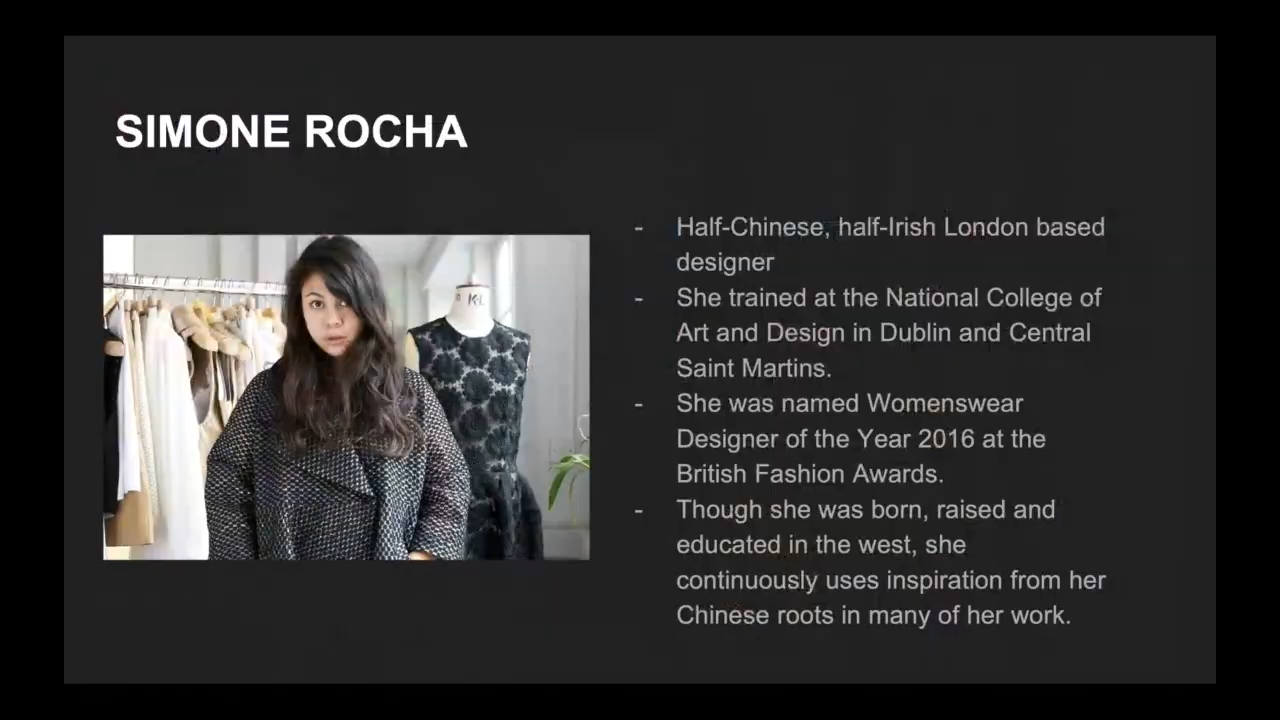 SIMONE ROCHA
- Half-Chinese, half-Irish London based
designer
- She trained at the National College of
Art and Design in Dublin and Central
Saint Martins.
- She was named Womenswear
Designer of the Year 2016 at the
British Fashion Awards.
- Though she was born, raised and
educated in the west, she
continuously uses inspiration from her
Chinese roots in many of her work.